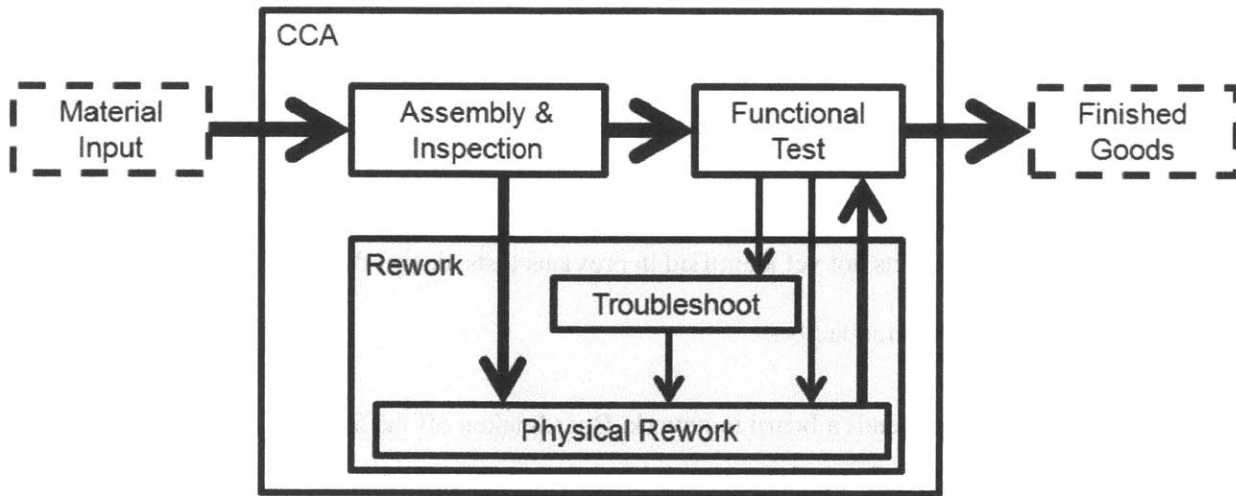 CCA
Material
Input
Assembly &
Inspection
Functional
Test
Finished
Goods
Rework
Troubleshoot
Physical Rework